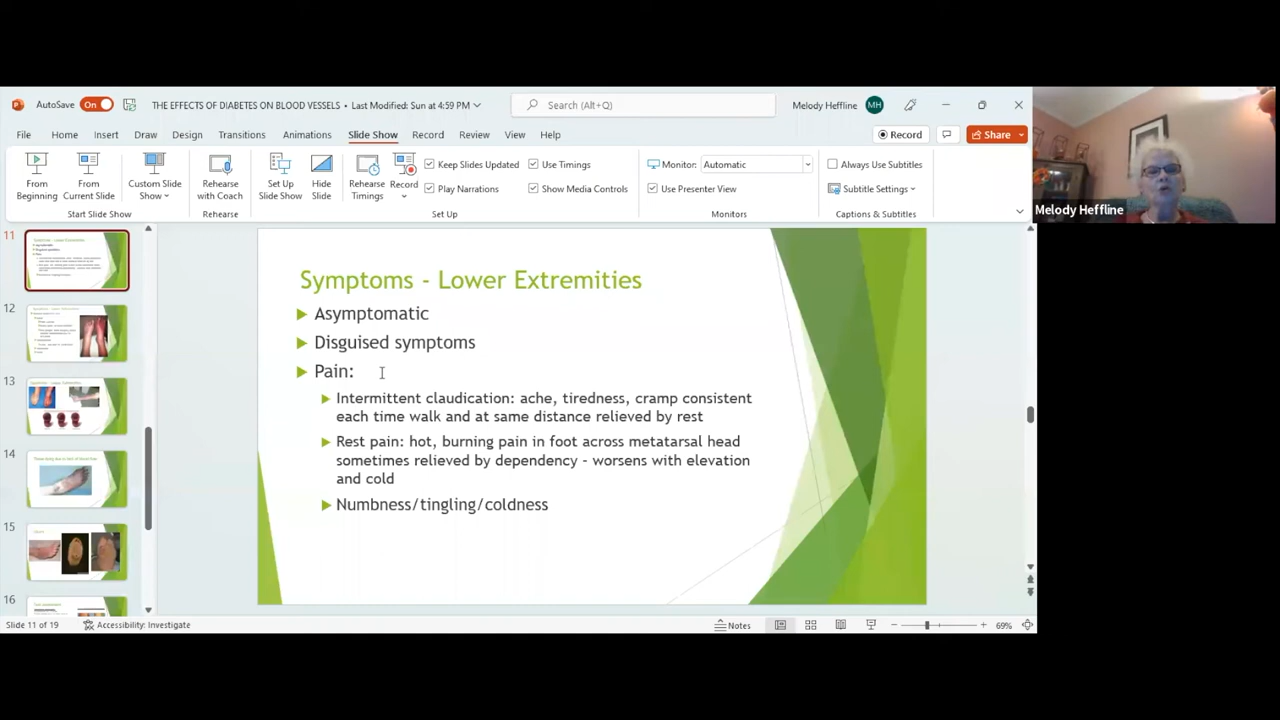 AutoSave On THE EFFECTS OF DIABETES ON BLOOD VESSELS • Last Modified: Sun at 4:59 PM Search (Alt+Q) Melody Heffline MH
File Home Insert Draw Design Transitions Animations Slide Show Record Review View Help Record Share
From Beginning
From Current Slide
Custom Slide Show
Start Slide Show
Rehearse with Coach
Rehearse
Set Up Slide Show
Hide Slide
Rehearse Timings
Record
Keep Slides Updated
Play Narrations
Use Timings
Show Media Controls
Set Up
Monitor: Automatic
Use Presenter View
Monitors
Always Use Subtitles
Subtitle Settings
Captions & Subtitles
Melody Heffline
11
12
13
14
15
16
Symptoms - Lower Extremities
Asymptomatic
Disguised symptoms
Pain:
Intermittent claudication: ache, tiredness, cramp consistent
each time walk and at same distance relieved by rest
Rest pain: hot, burning pain in foot across metatarsal head
sometimes relieved by dependency - worsens with elevation
and cold
Numbness/tingling/coldness
Slide 11 of 19 Accessibility: Investigate Notes 69%